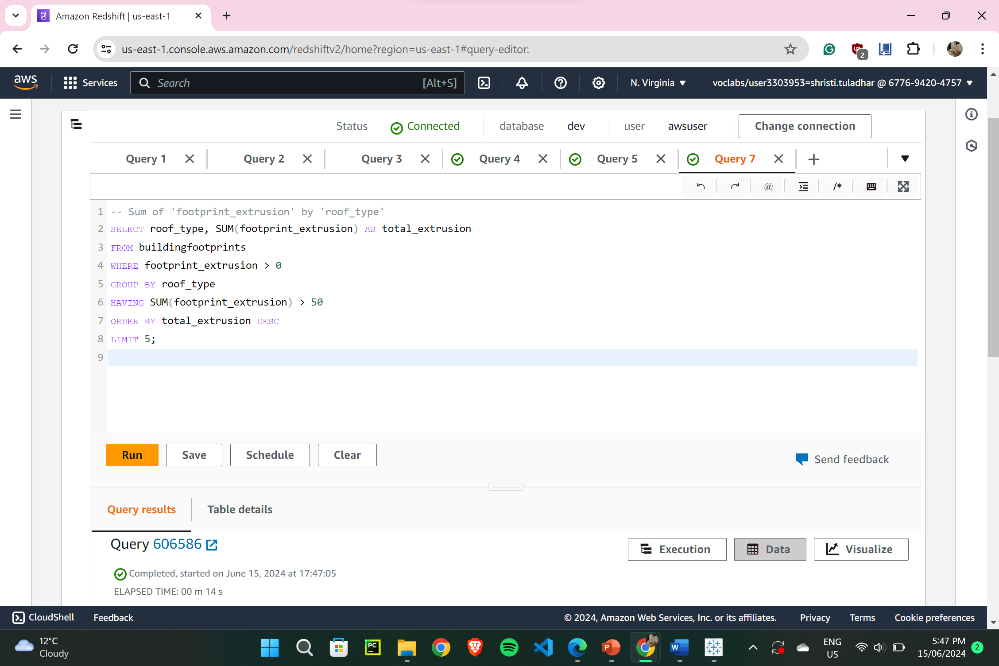 Amazon Redshift | us-east-1
us-east-1.console.aws.amazon.com/redshiftv2/home?region=us-east-1#query-editor:
2
aws
Services
Search
[Alt+S]
N. Virginia
voclabs/user3303953=shristi.tuladhar @ 6776-9420-4757
Status Connected database dev user awsuser Change connection
Query 1 Query 2 Query 3 Query 4 Query 5 Query 7
@ /*
1 -- Sum of 'footprint_extrusion' by 'roof_type'
2 SELECT roof_type, SUM(footprint_extrusion) AS total_extrusion
3 FROM buildingfootprints
4 WHERE footprint_extrusion > 0
5 GROUP BY roof_type
6 HAVING SUM(footprint_extrusion) > 50
7 ORDER BY total_extrusion DESC
8 LIMIT 5;
9
Run Save Schedule Clear
Send feedback
Query results Table details
Query 606586
Execution Data Visualize
Completed, started on June 15, 2024 at 17:47:05
ELAPSED TIME: 00 m 14 s
CloudShell Feedback © 2024, Amazon Web Services, Inc. or its affiliates. Privacy Terms Cookie preferences
12°C
Cloudy
PC
P
W
ENG
US
5:47 PM
15/06/2024
2